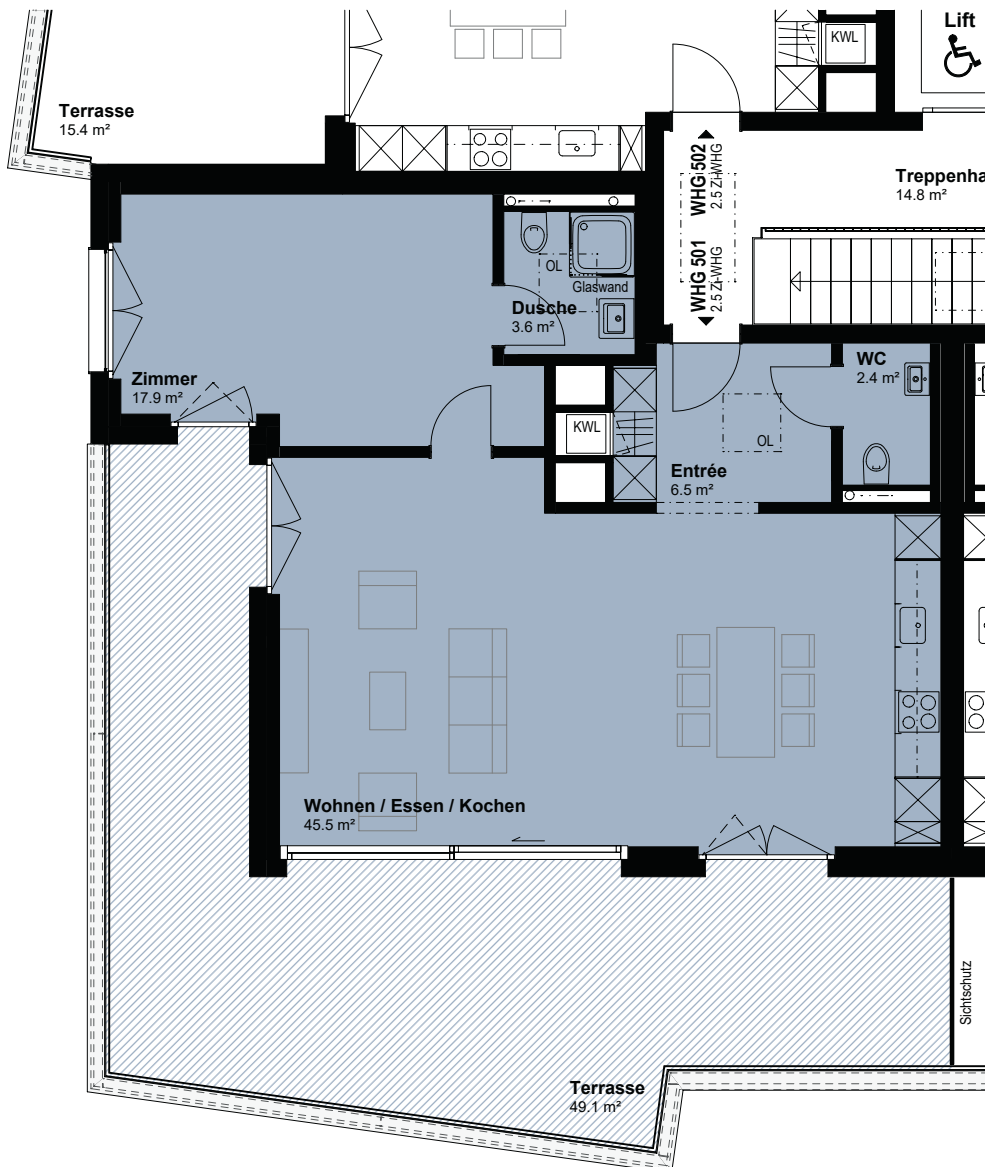 Lift
KWL
Terrasse
15.4 m²
WHG 502
2.5 Zi-WHG
Treppenha
14.8 m²
WHG 501
2.5 Zi-WHG
OL
Glaswand
Dusche
3.6 m²
Zimmer
17.9 m²
WC
2.4 m²
KWL
OL
Entrée
6.5 m²
Wohnen / Essen / Kochen
45.5 m²
Sichtschutz
Terrasse
49.1 m²